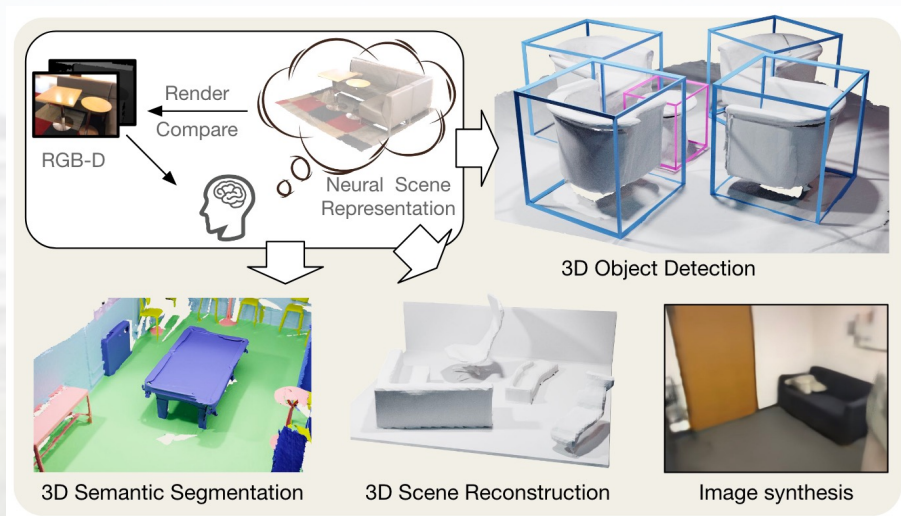 Render
Compare
RGB-D
Neural Scene
Representation
3D Object Detection
3D Semantic Segmentation
3D Scene Reconstruction
Image synthesis